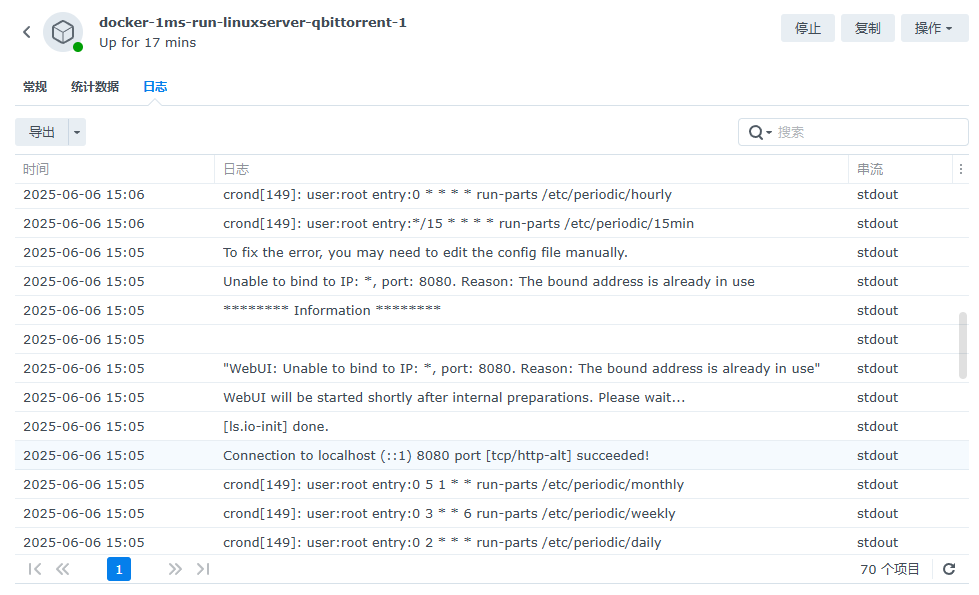 docker-1ms-run-linuxserver-qbittorrent-1
Up for 17 mins
停止 复制 操作
常规 统计数据 日志
导出 搜索
时间 日志 串流
2025-06-06 15:06 crond[149]: user:root entry:0 * * * * run-parts /etc/periodic/hourly stdout
2025-06-06 15:06 crond[149]: user:root entry:*/15 * * * * run-parts /etc/periodic/15min stdout
2025-06-06 15:05 To fix the error, you may need to edit the config file manually. stdout
2025-06-06 15:05 Unable to bind to IP: *, port: 8080. Reason: The bound address is already in use stdout
2025-06-06 15:05 ******** Information ******** stdout
2025-06-06 15:05 stdout
2025-06-06 15:05 "WebUI: Unable to bind to IP: *, port: 8080. Reason: The bound address is already in use" stdout
2025-06-06 15:05 WebUI will be started shortly after internal preparations. Please wait... stdout
2025-06-06 15:05 [ls.io-init] done. stdout
2025-06-06 15:05 Connection to localhost (::1) 8080 port [tcp/http-alt] succeeded! stdout
2025-06-06 15:05 crond[149]: user:root entry:0 5 1 * * run-parts /etc/periodic/monthly stdout
2025-06-06 15:05 crond[149]: user:root entry:0 3 * * 6 run-parts /etc/periodic/weekly stdout
2025-06-06 15:05 crond[149]: user:root entry:0 2 * * * run-parts /etc/periodic/daily stdout
1 70 个项目